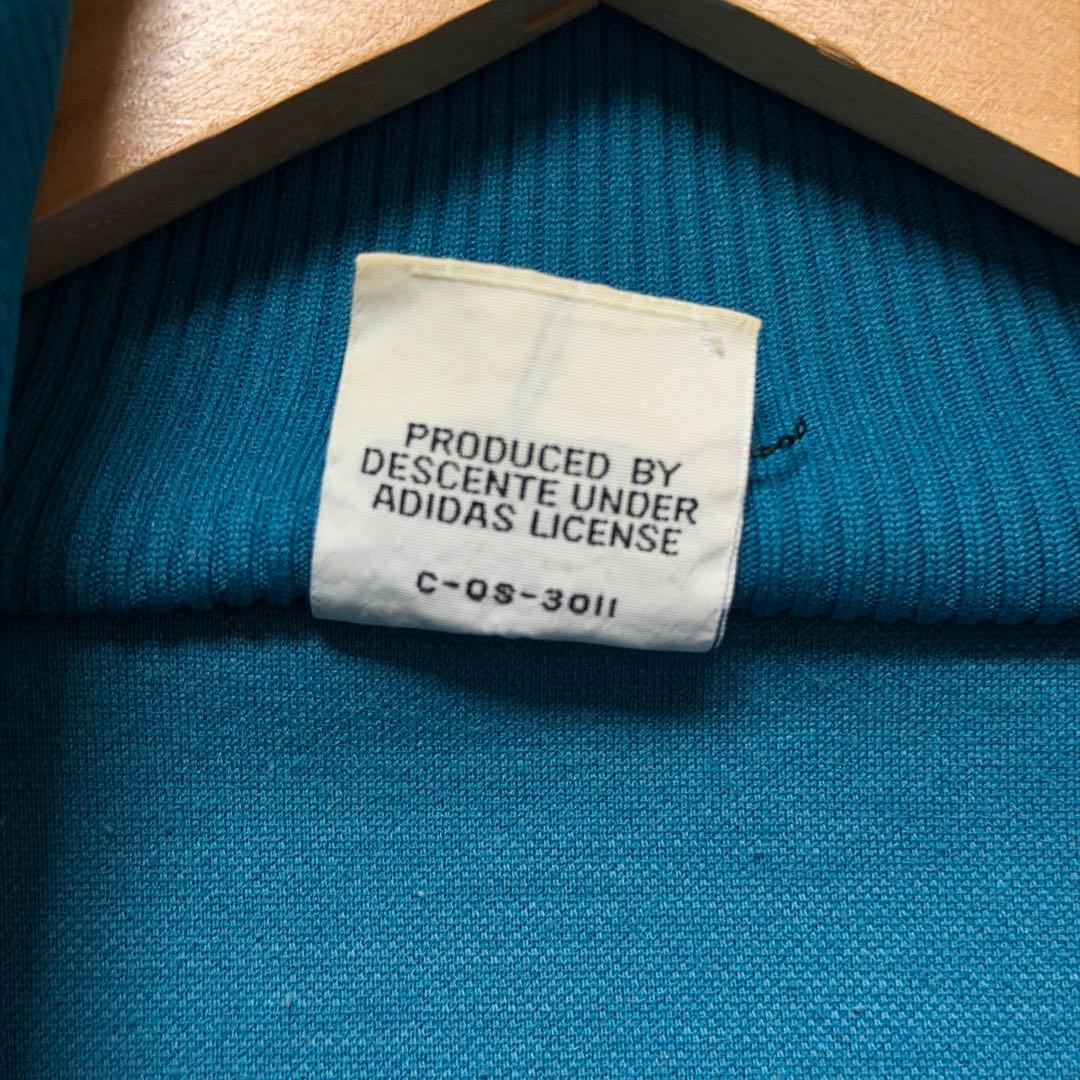 PRODUCED BY
DESCENTE UNDER
ADIDAS LICENSE
C-OS-3011